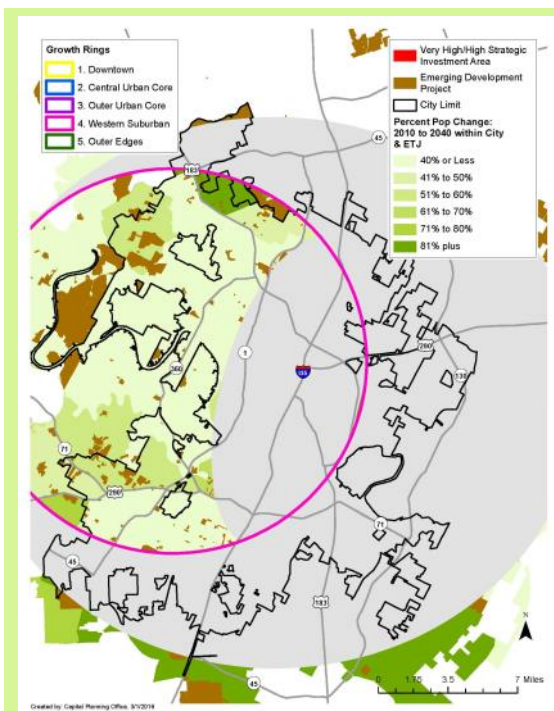 Growth Rings
1. Downtown
2. Central Urban Core
3. Outer Urban Core
4. Western Suburban
5. Outer Edges
Very High/High Strategic
Investment Area
Emerging Development
Project
City Limit
Percent Pop Change:
2010 to 2040 within City
& ETJ
40% or Less
41% to 50%
51% to 60%
61% to 70%
71% to 80%
81% plus
45
183
1
360
I35
290
130
71
290
71
45
183
45
N
0 1.75 3.5 7 Miles
Created by: Capital Planning Office, 3/1/2016